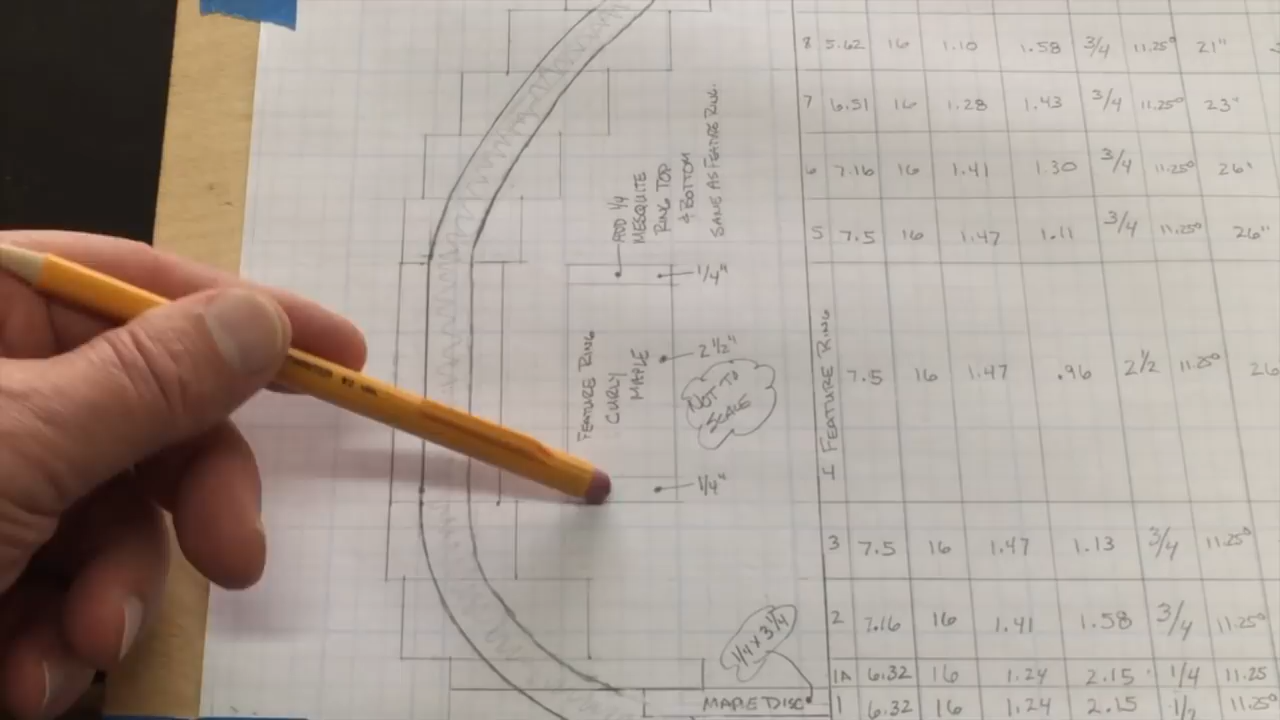 8 5.62 16 1.10 1.58 3/4 11.25° 21"
7 6.51 16 1.28 1.43 3/4 11.25° 23"
6 7.16 16 1.41 1.30 3/4 11.25° 26"
5 7.5 16 1.47 1.11 3/4 11.25° 26"
4 FEATURE RING 7.5 16 1.47 .96 2 1/2 11.25° 26
3 7.5 16 1.47 1.13 3/4 11.25°
2 7.16 16 1.41 1.58 3/4 11.25°
1A 6.32 16 1.24 2.15 1/4 11.25
1 6.32 16 1.24 2.15 1/2 11.25°
ADD 1/4
MESQUITE
RING TOP
& BOTTOM
SAME AS FEATURE RING.
1/4"
FEATURE RING
CURLY
MAPLE
2 1/2"
NOT TO
SCALE
1/4"
1/4 X 3 1/4
MAPLE DISC